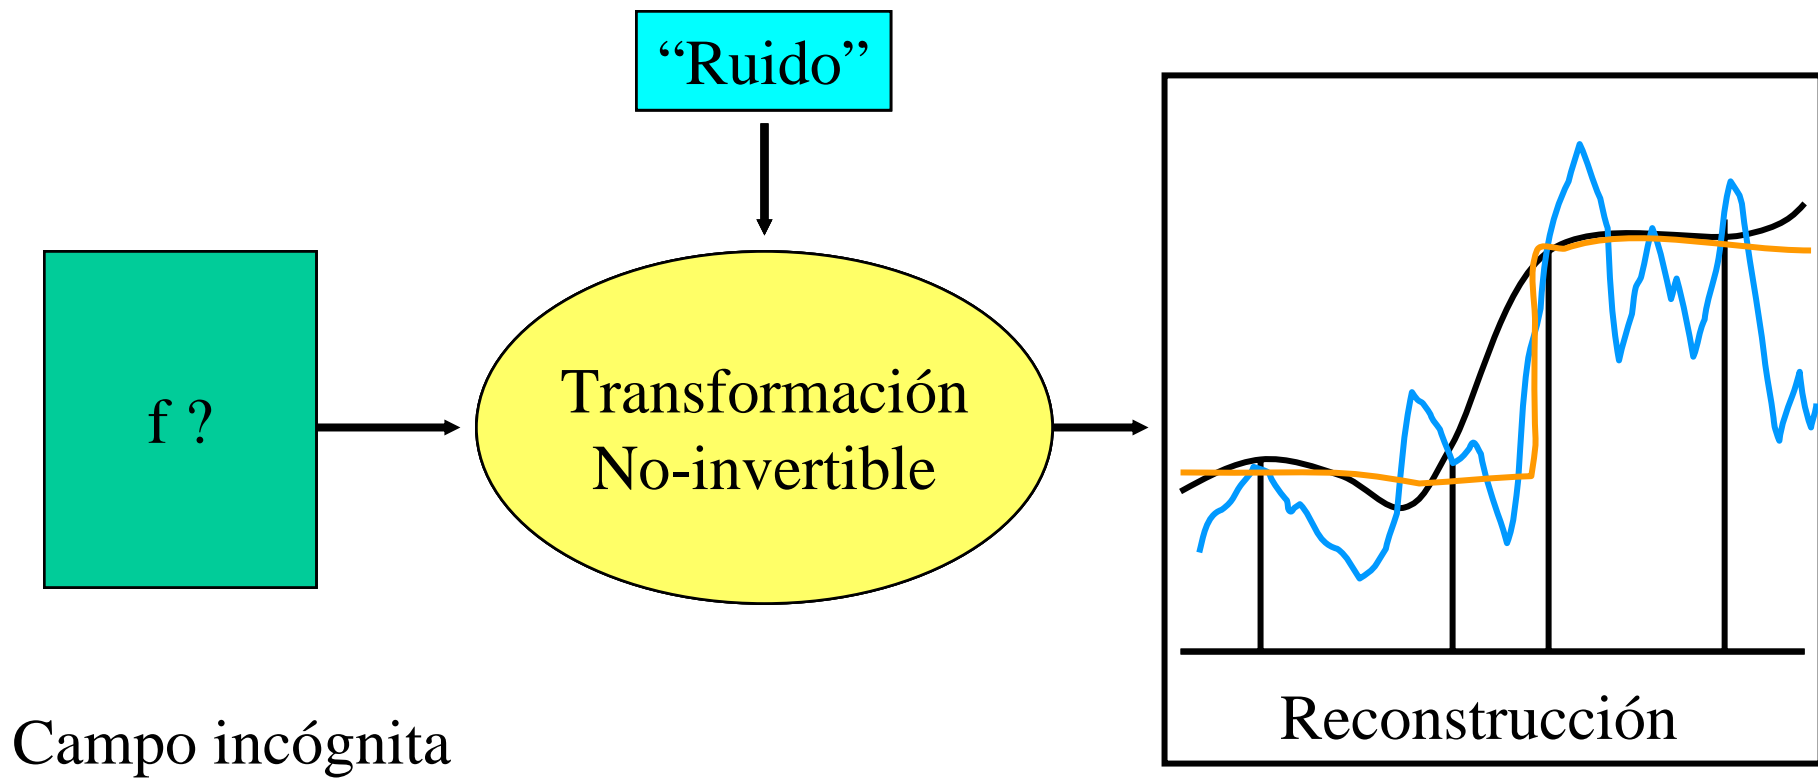 “Ruido”
f ?
Transformación
No-invertible
Reconstrucción
Campo incógnita